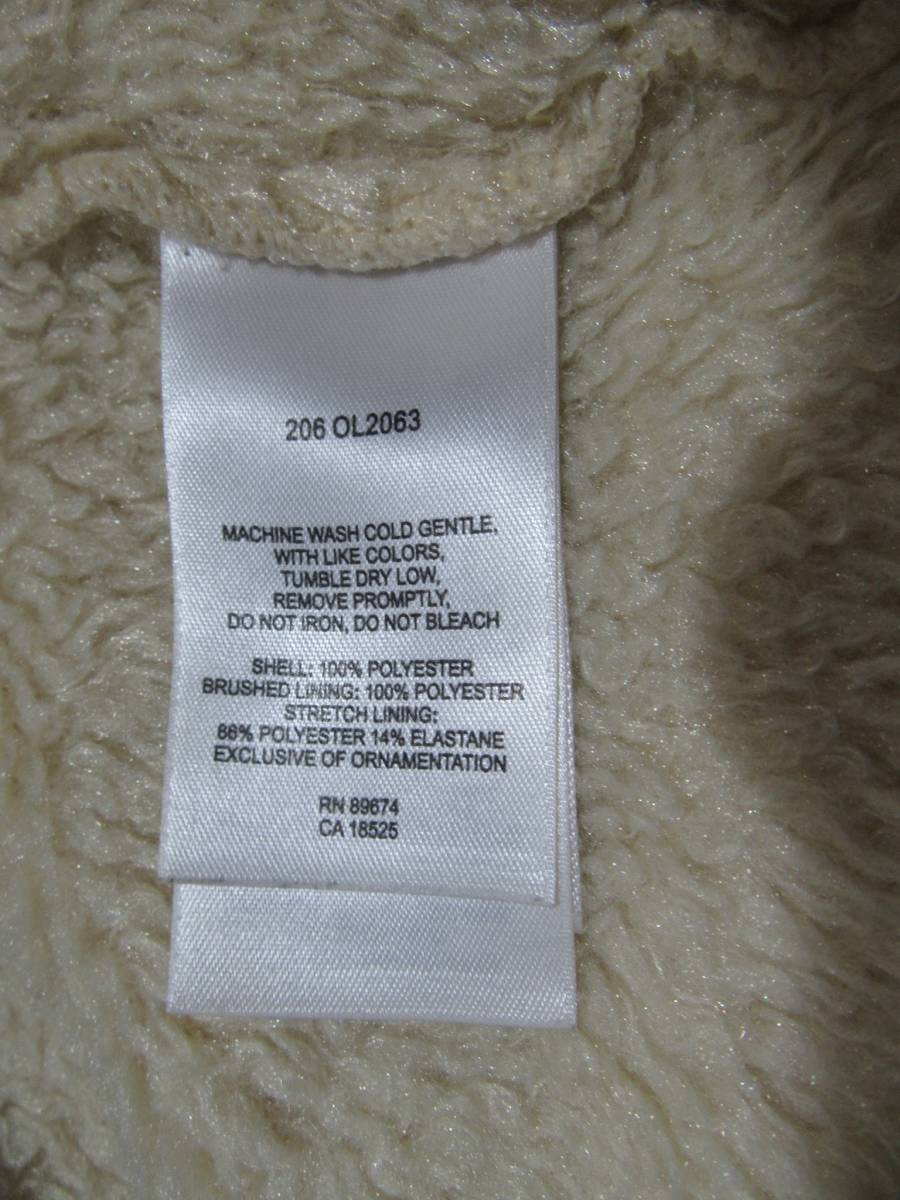 206 OL2063
MACHINE WASH COLD GENTLE,
WITH LIKE COLORS,
TUMBLE DRY LOW,
REMOVE PROMPTLY,
DO NOT IRON, DO NOT BLEACH
SHELL: 100% POLYESTER
BRUSHED LINING: 100% POLYESTER
STRETCH LINING:
86% POLYESTER 14% ELASTANE
EXCLUSIVE OF ORNAMENTATION
RN 89674
CA 18525